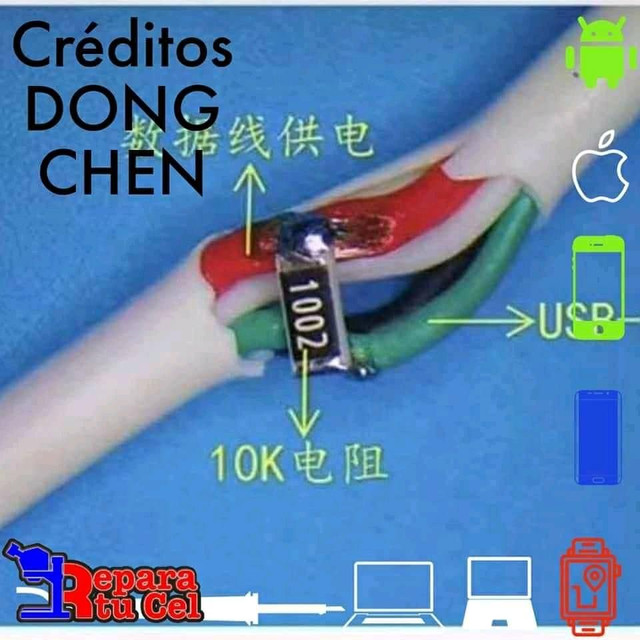 Créditos
DONG
CHEN
数据线供电
1002
USB
10K电阻
Repara
tu Cel